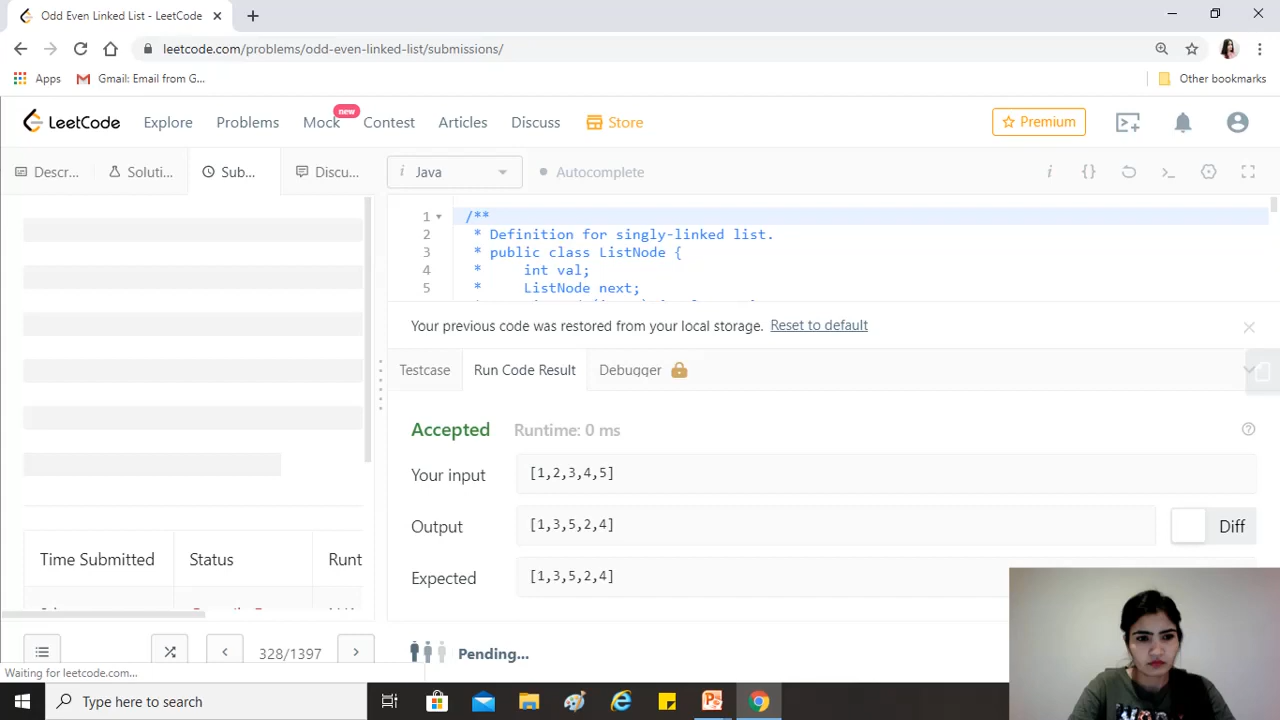 Odd Even Linked List - LeetCode
leetcode.com/problems/odd-even-linked-list/submissions/
Apps
Gmail: Email from G...
Other bookmarks
LeetCode
Explore
Problems
Mock
new
Contest
Articles
Discuss
Store
Premium
Descr...
Soluti...
Sub...
Discu...
i Java
Autocomplete
1 /**
2 * Definition for singly-linked list.
3 * public class ListNode {
4 * int val;
5 * ListNode next;
Your previous code was restored from your local storage. Reset to default
Testcase
Run Code Result
Debugger
Accepted
Runtime: 0 ms
Your input
[1,2,3,4,5]
Output
[1,3,5,2,4]
Diff
Expected
[1,3,5,2,4]
Time Submitted
Status
Runt
328/1397
Pending...
Waiting for leetcode.com...
Type here to search